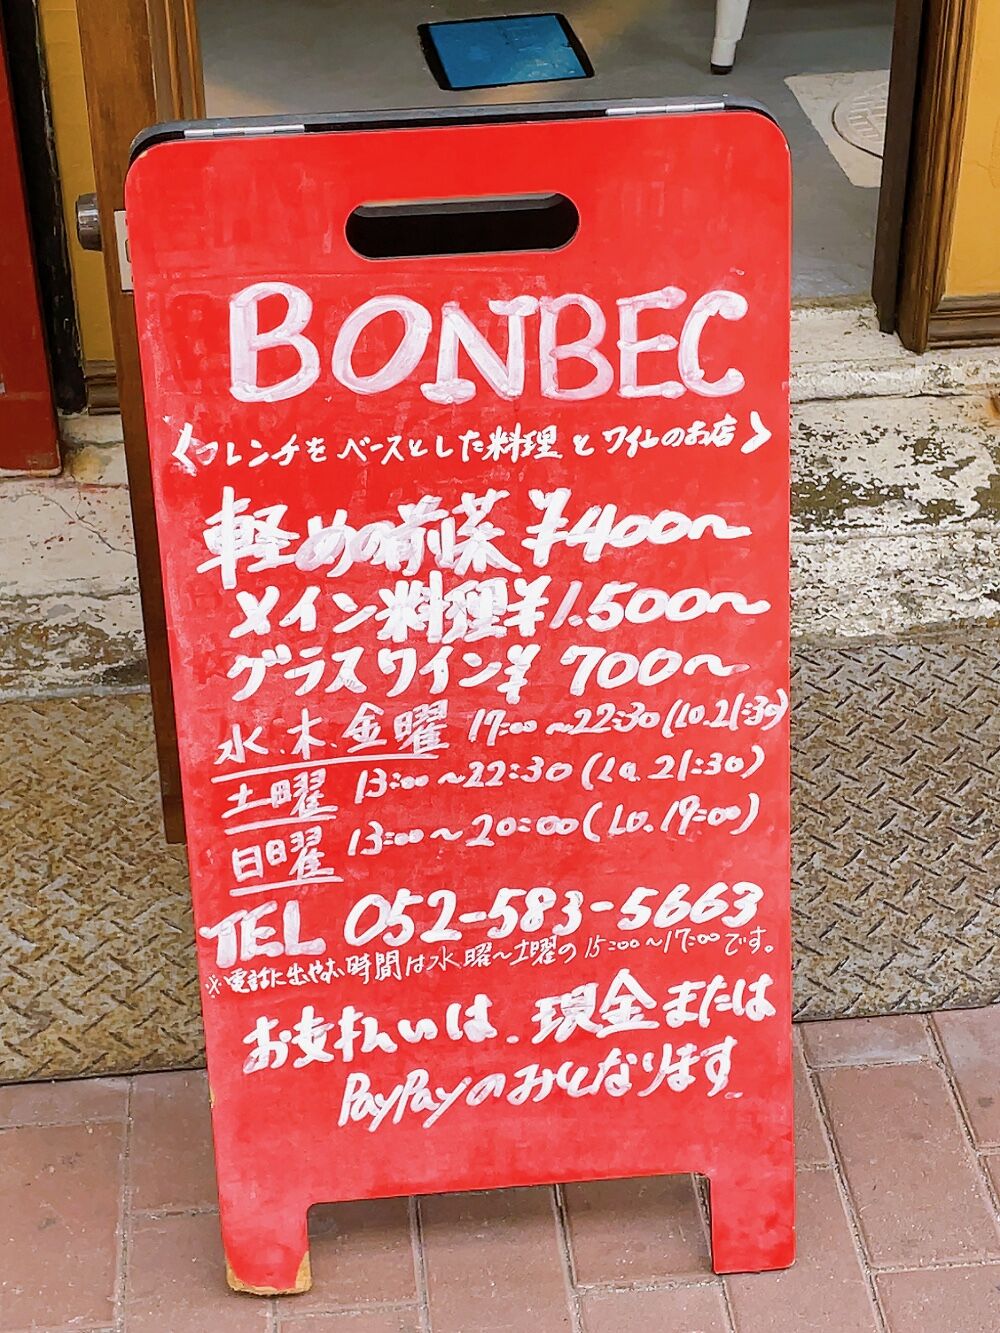 BONBEC
〈フレンチをベースとした料理とワインのお店〉
軽めの前菜 ¥400〜
メイン料理¥1.500〜
グラスワイン¥ 700〜
水.木.金曜 17:00 〜22:30(LO.21:30)
土曜 13:00 〜22:30(LO.21:30)
日曜 13:00〜20:00(LO.19:00)
TEL 052-583-5663
※電話に出やすい時間は水曜〜土曜の15:00〜17:00です。
お支払いは.現金または
PayPayのみとなります.